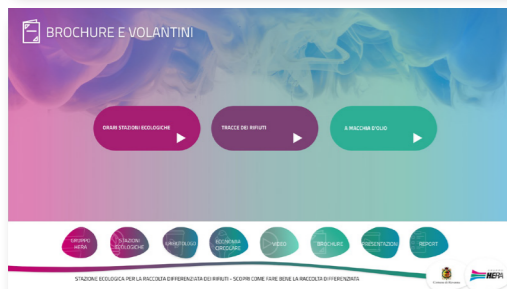 BROCHURE E VOLANTINI
ORARI STAZIONI ECOLOGICHE
TRACCE DEI RIFIUTI
A MACCHIA D'OLIO
GRUPPO
HERA
STAZIONI
ECOLOGICHE
RIFIUTOLOGO
ECONOMIA
CIRCOLARE
VIDEO
BROCHURE
PRESENTAZIONI
REPORT
STAZIONE ECOLOGICA PER LA RACCOLTA DIFFERENZIATA DEI RIFIUTI - SCOPRI COME FARE BENE LA RACCOLTA DIFFERENZIATA
HERA